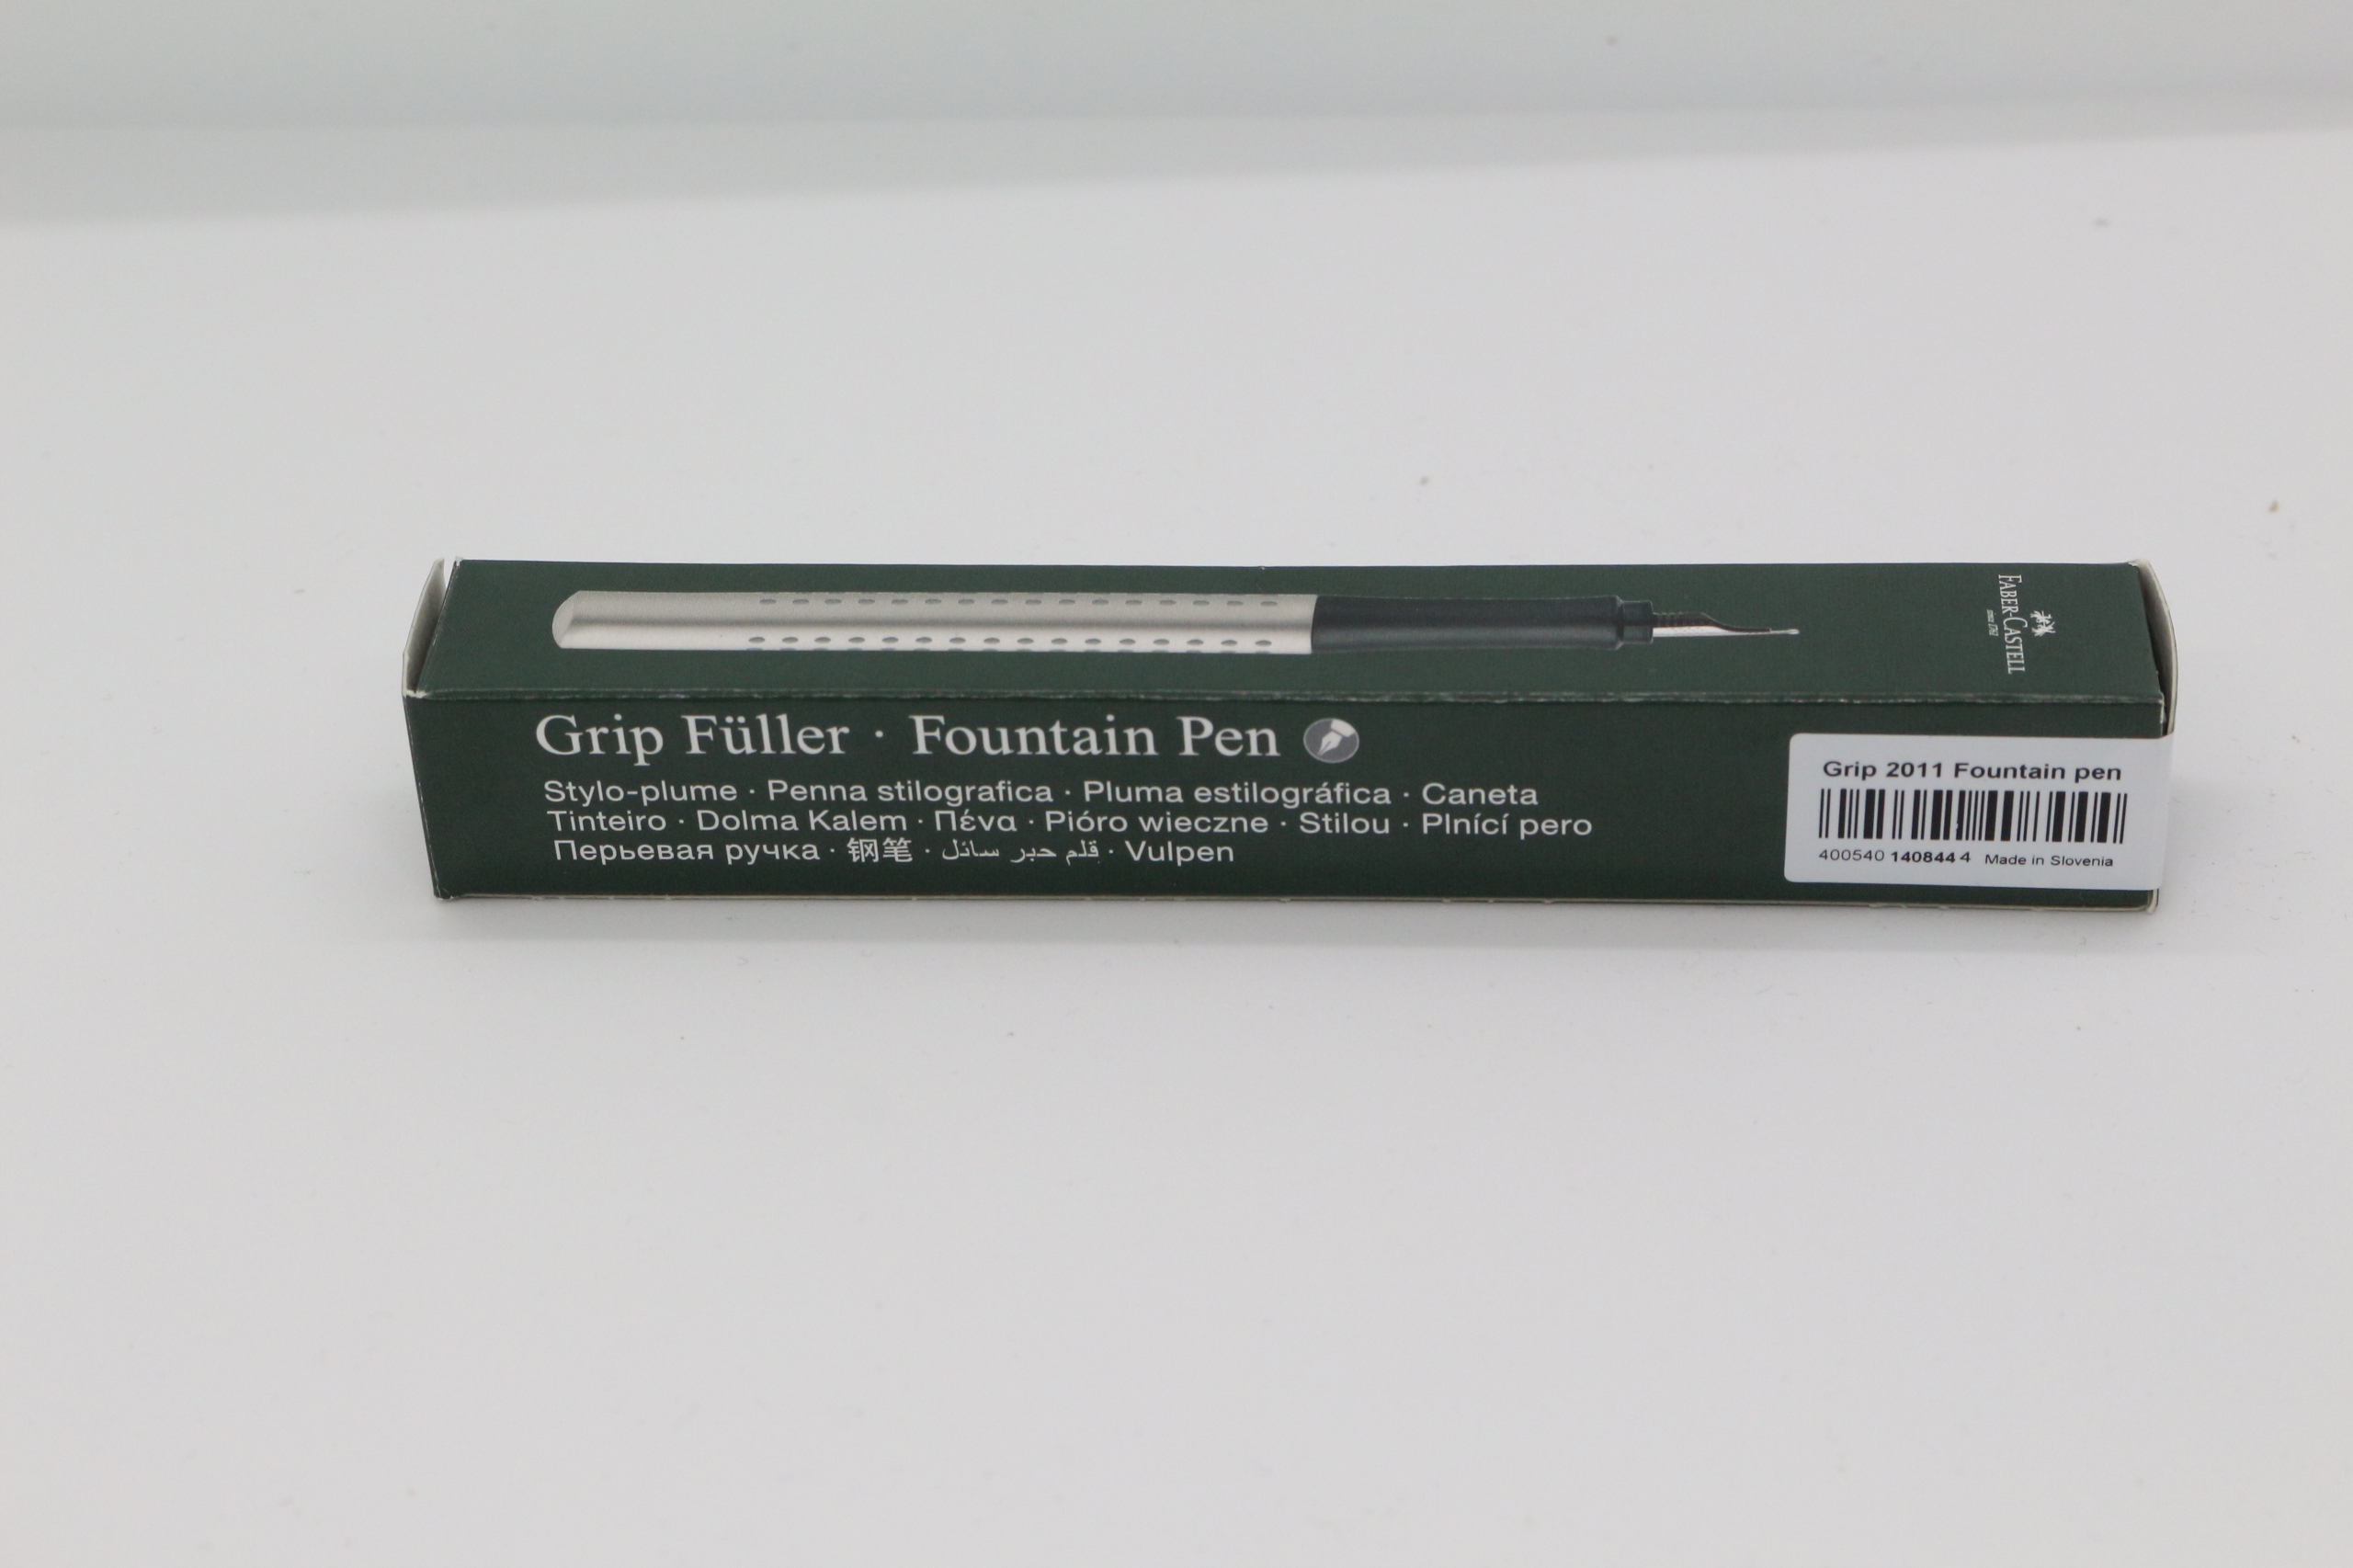 FABER-CASTELL
since 1761
Grip Füller · Fountain Pen
Stylo-plume · Penna stilografica · Pluma estilográfica · Caneta
Tinteiro · Dolma Kalem · Πένα · Pióro wieczne · Stilou · Plnící pero
Перьевая ручка · 钢笔 · قلم حبر سائل · Vulpen
Grip 2011 Fountain pen
400540 140844 4 Made in Slovenia